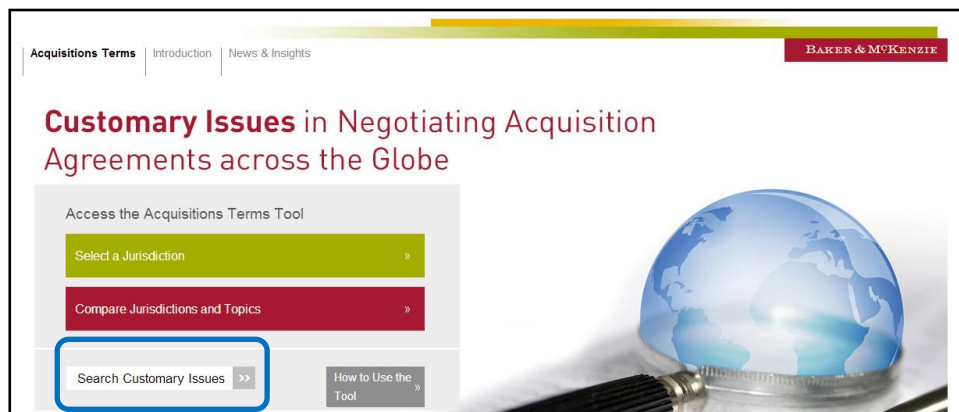 Acquisitions Terms Introduction News & Insights
BAKER & MCKENZIE
Customary Issues in Negotiating Acquisition
Agreements across the Globe
Access the Acquisitions Terms Tool
Select a Jurisdiction »
Compare Jurisdictions and Topics »
Search Customary Issues >>
How to Use the »
Tool